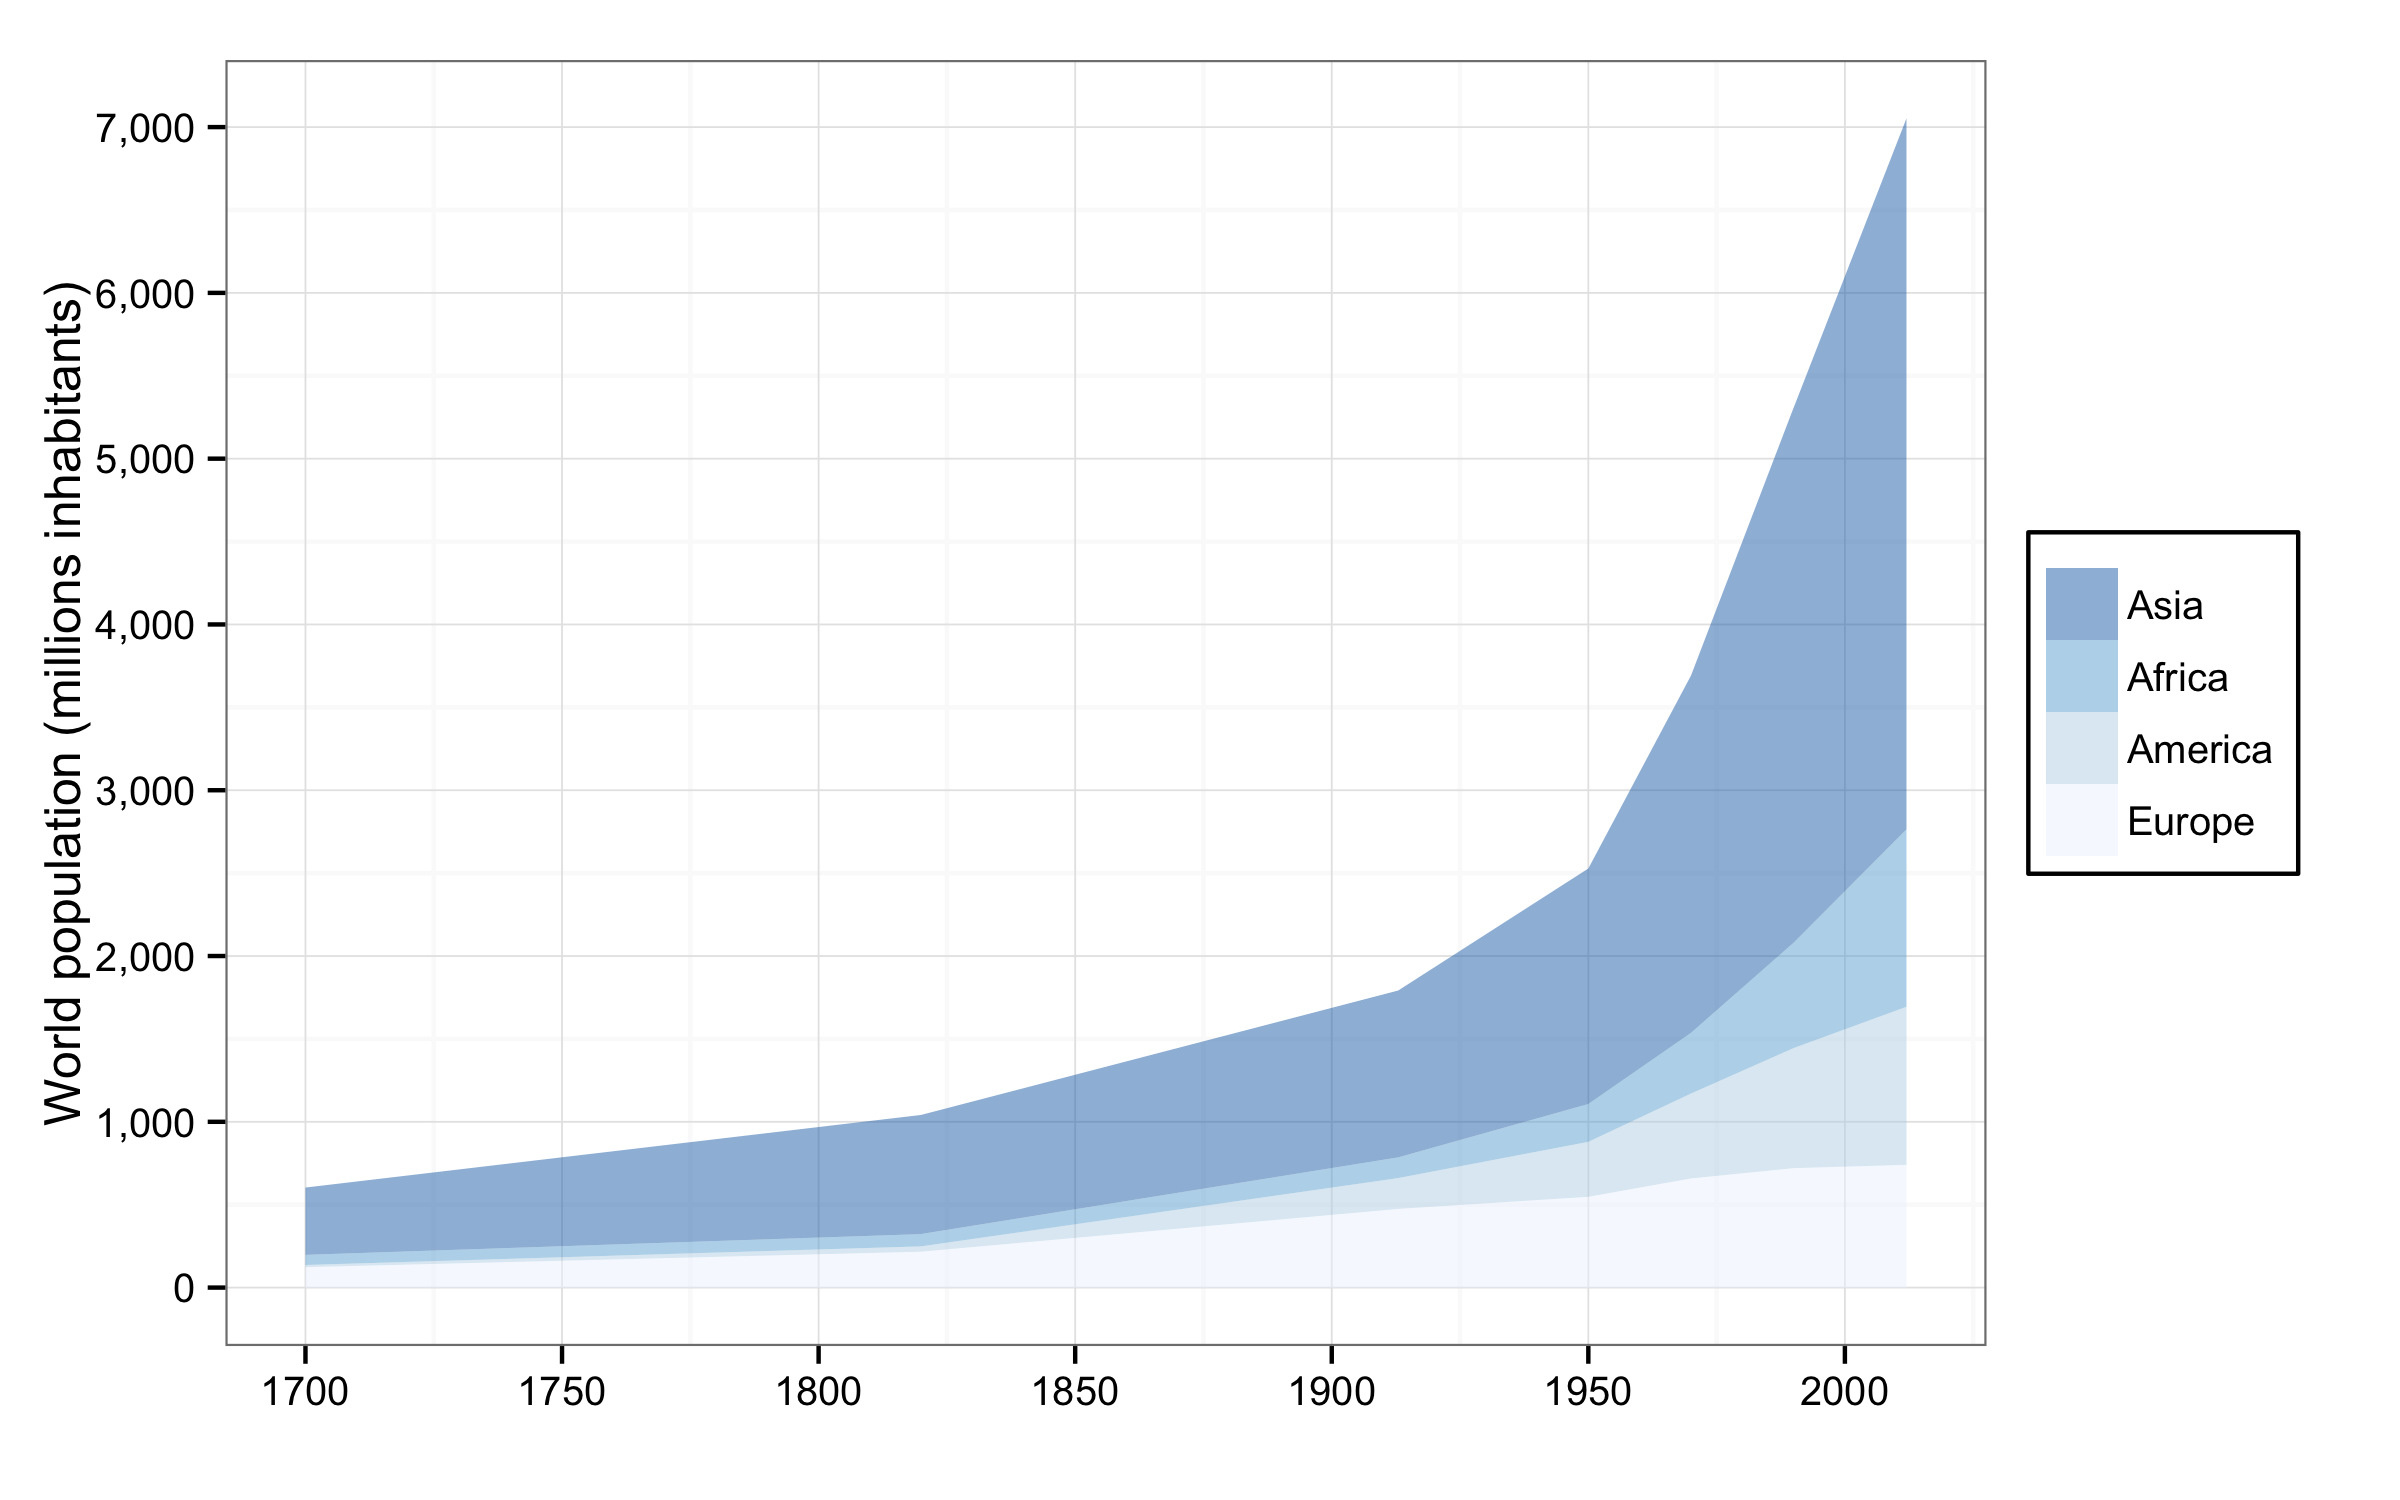 World population (millions inhabitants)
7,000
6,000
5,000
4,000
3,000
2,000
1,000
0
1700 1750 1800 1850 1900 1950 2000
Asia
Africa
America
Europe